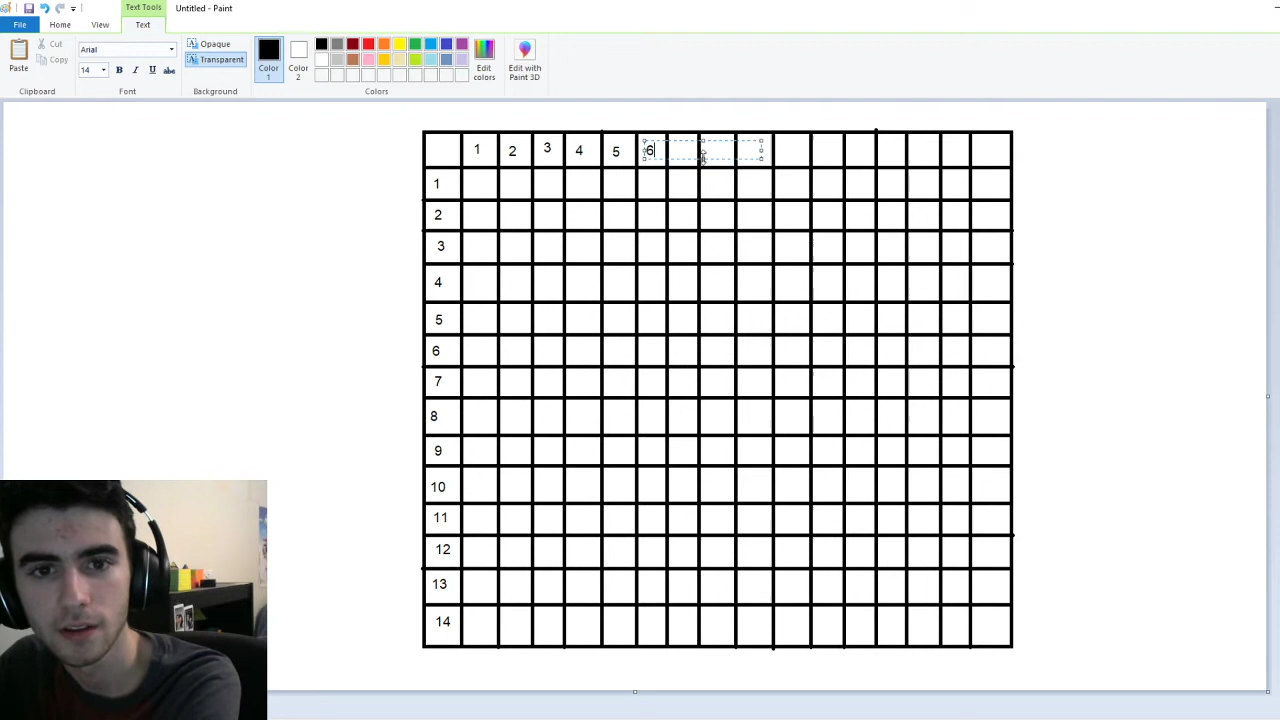 Text Tools
Untitled - Paint
File
Home
View
Text
Paste
Cut
Copy
Clipboard
Arial
14
B
I
U
abc
Font
Opaque
Transparent
Background
Color
1
Color
2
Edit
colors
Colors
Edit with
Paint 3D
1 2 3 4 5 6
1
2
3
4
5
6
7
8
9
10
11
12
13
14